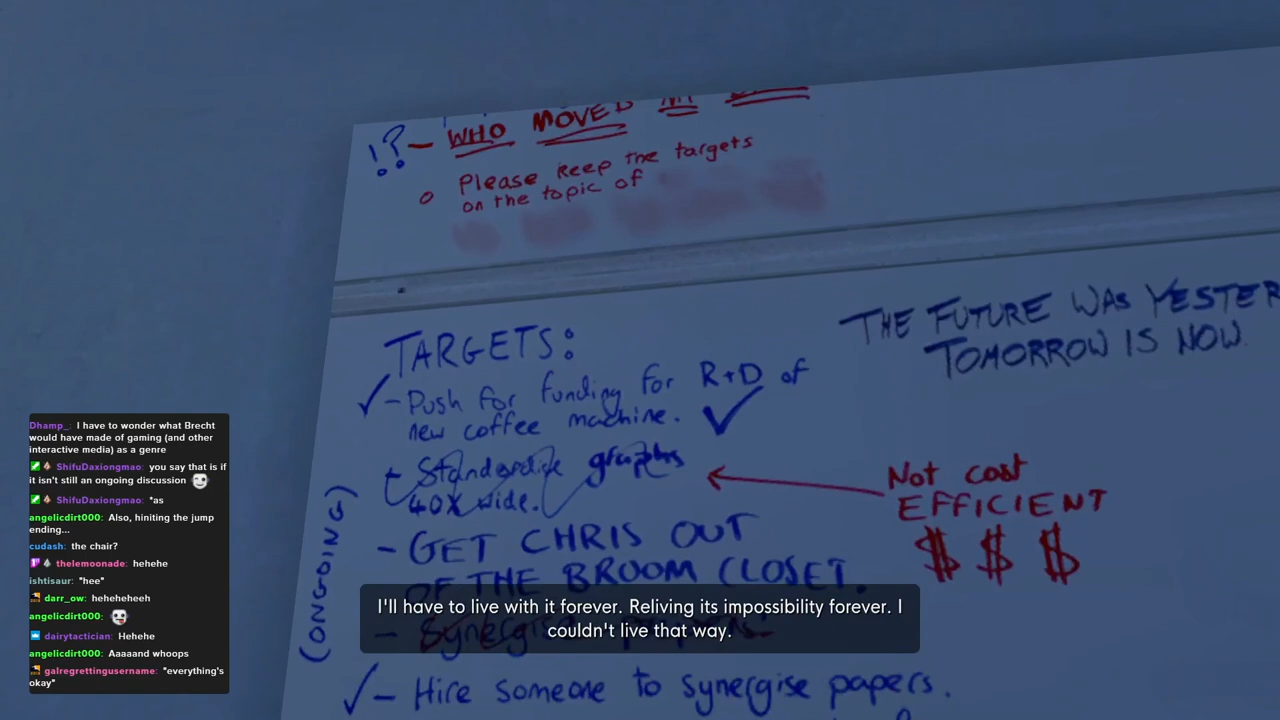 !?- WHO MOVED MY
o Please keep the targets
on the topic of
TARGETS:
✓ - Push for funding for R+D of
new coffee machine. ✓
- Standardise graphs
40X wide.
- GET CHRIS OUT
OF THE BROOM CLOSET.
(ONGOING)
- Synergise papers.
✓ - Hire someone to synergise papers.
THE FUTURE WAS YESTER
TOMORROW IS NOW
Not cost
EFFICIENT
$ $ $
I'll have to live with it forever. Reliving its impossibility forever. I
couldn't live that way.
Dhamp_: I have to wonder what Brecht
would have made of gaming (and other
interactive media) as a genre
ShifuDaxiongmao: you say that is if
it isn't still an ongoing discussion
ShifuDaxiongmao: *as
angelicdirt000: Also, hiniting the jump
ending...
cudash: the chair?
thelemoonade: hehehe
ishtisaur: "hee"
darr_ow: heheheheeh
angelicdirt000:
dairytactician: Hehehe
angelicdirt000: Aaaaand whoops
galregrettingusername: "everything's
okay"